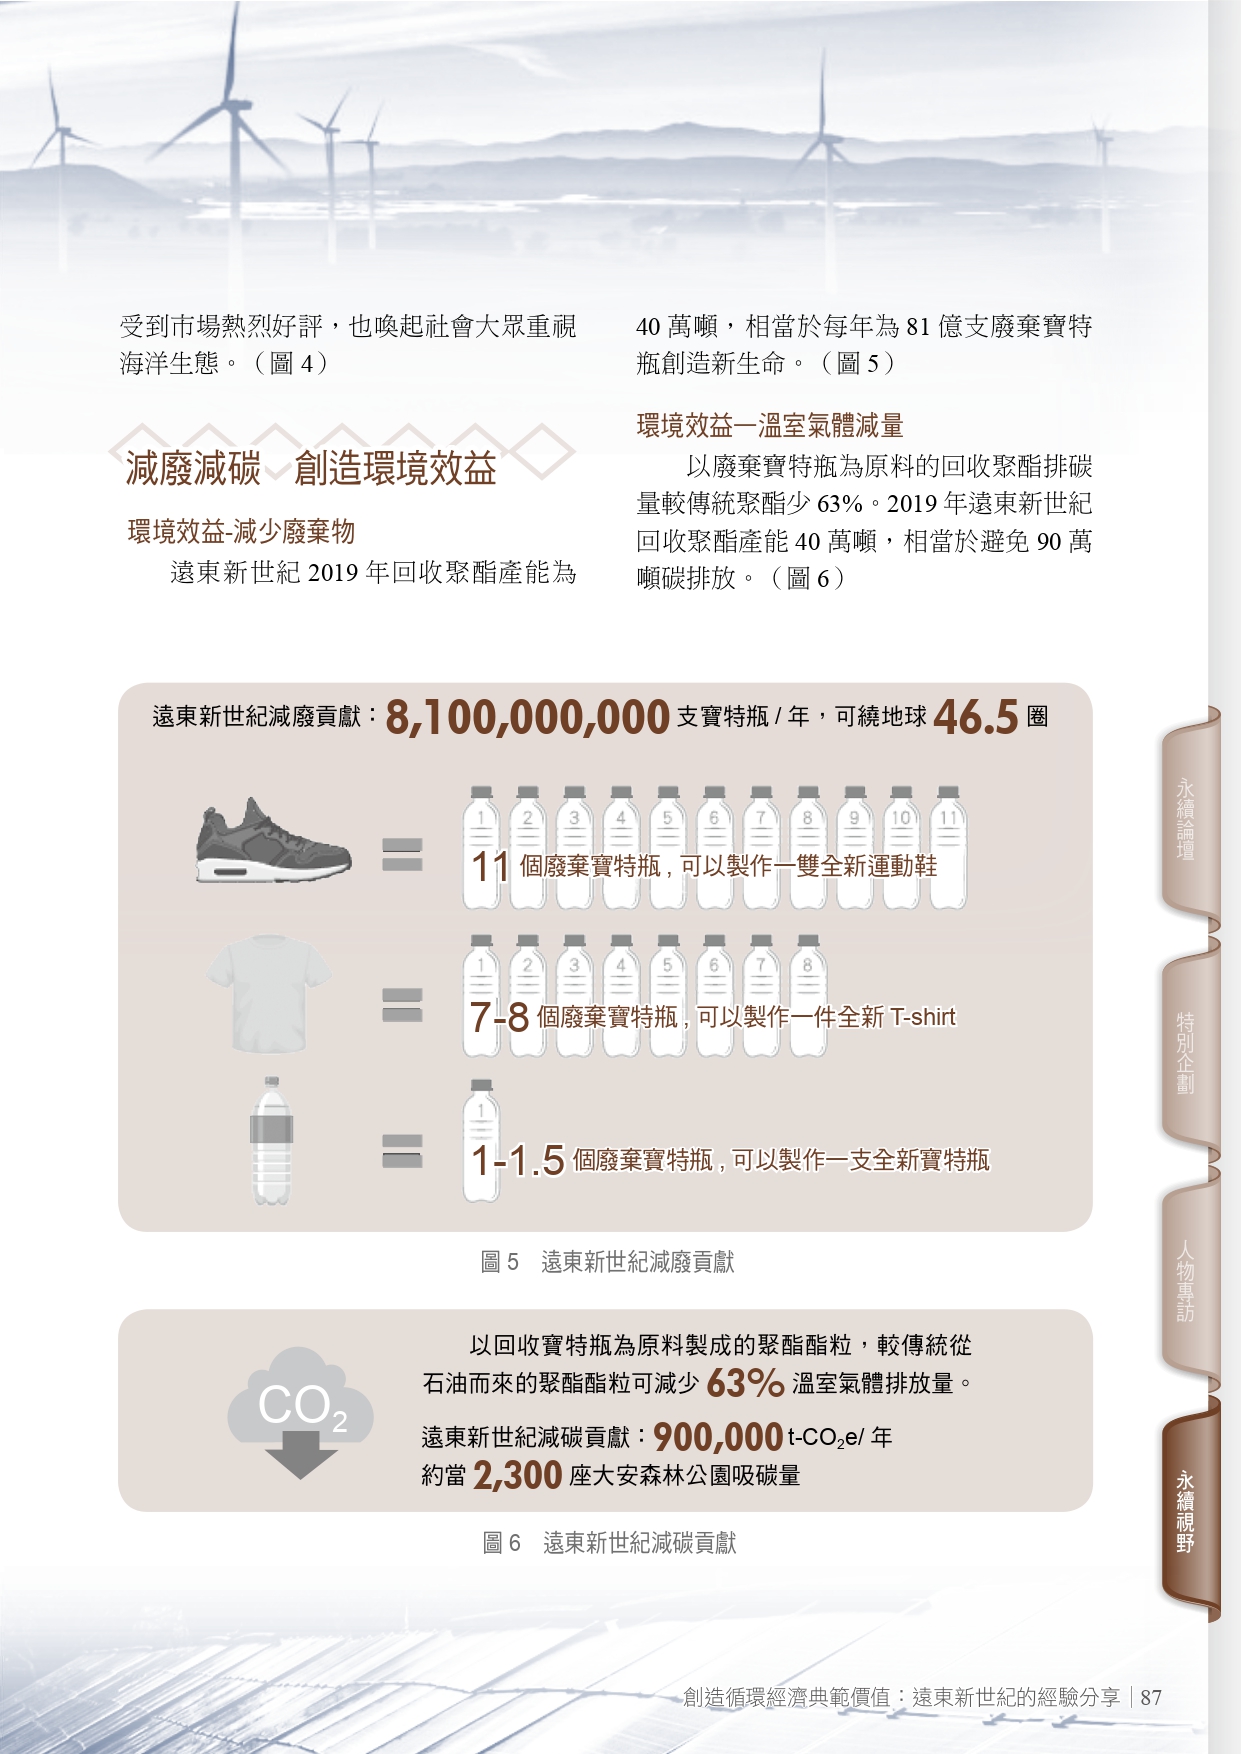 受到市場熱烈好評，也喚起社會大眾重視
海洋生態。（圖 4）
減廢減碳　創造環境效益
環境效益-減少廢棄物
遠東新世紀 2019 年回收聚酯產能為
40 萬噸，相當於每年為 81 億支廢棄寶特
瓶創造新生命。（圖 5）
環境效益—溫室氣體減量
以廢棄寶特瓶為原料的回收聚酯排碳
量較傳統聚酯少 63%。2019 年遠東新世紀
回收聚酯產能 40 萬噸，相當於避免 90 萬
噸碳排放。（圖 6）
遠東新世紀減廢貢獻：8,100,000,000 支寶特瓶 / 年，可繞地球 46.5 圈
1 2 3 4 5 6 7 8 9 10 11
11 個廢棄寶特瓶 , 可以製作一雙全新運動鞋
1 2 3 4 5 6 7 8
7-8 個廢棄寶特瓶 , 可以製作一件全新 T-shirt
1
1-1.5 個廢棄寶特瓶 , 可以製作一支全新寶特瓶
圖 5　遠東新世紀減廢貢獻
CO₂
以回收寶特瓶為原料製成的聚酯酯粒，較傳統從
石油而來的聚酯酯粒可減少 63% 溫室氣體排放量。
遠東新世紀減碳貢獻：900,000 t-CO₂e/ 年
約當 2,300 座大安森林公園吸碳量
圖 6　遠東新世紀減碳貢獻
永續論壇
特別企劃
人物專訪
永續視野
創造循環經濟典範價值：遠東新世紀的經驗分享｜87